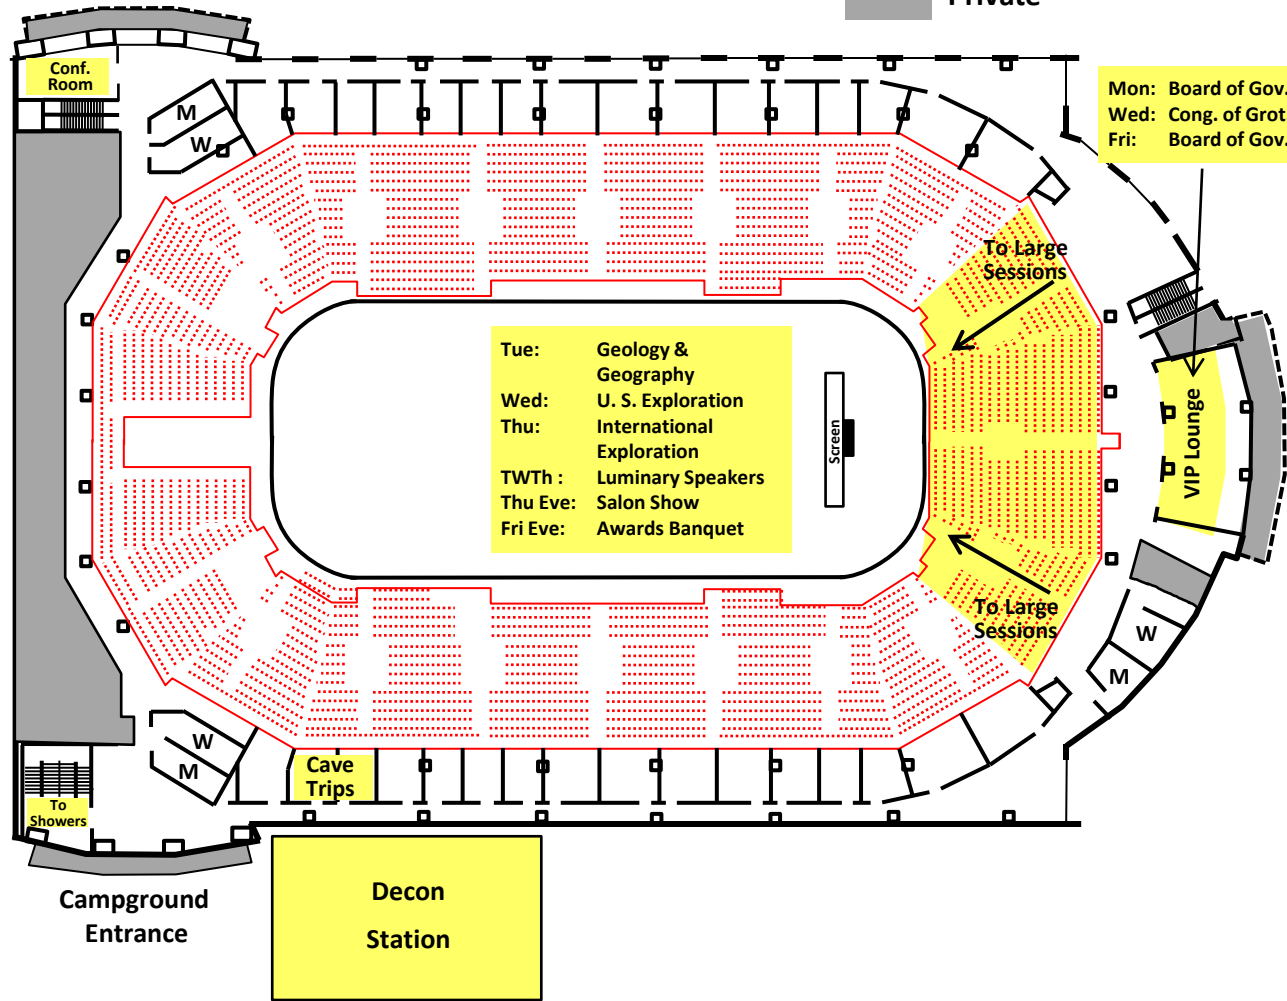 Private
Conf.
Room
Mon: Board of Gov.
Wed: Cong. of Grot
Fri: Board of Gov.
M
W
To Large
Sessions
Tue: Geology &
Geography
Wed: U. S. Exploration
Thu: International
Exploration
TWTh : Luminary Speakers
Thu Eve: Salon Show
Fri Eve: Awards Banquet
Screen
VIP Lounge
To Large
Sessions
W
M
W
M
Cave
Trips
To
Showers
Campground
Entrance
Decon
Station